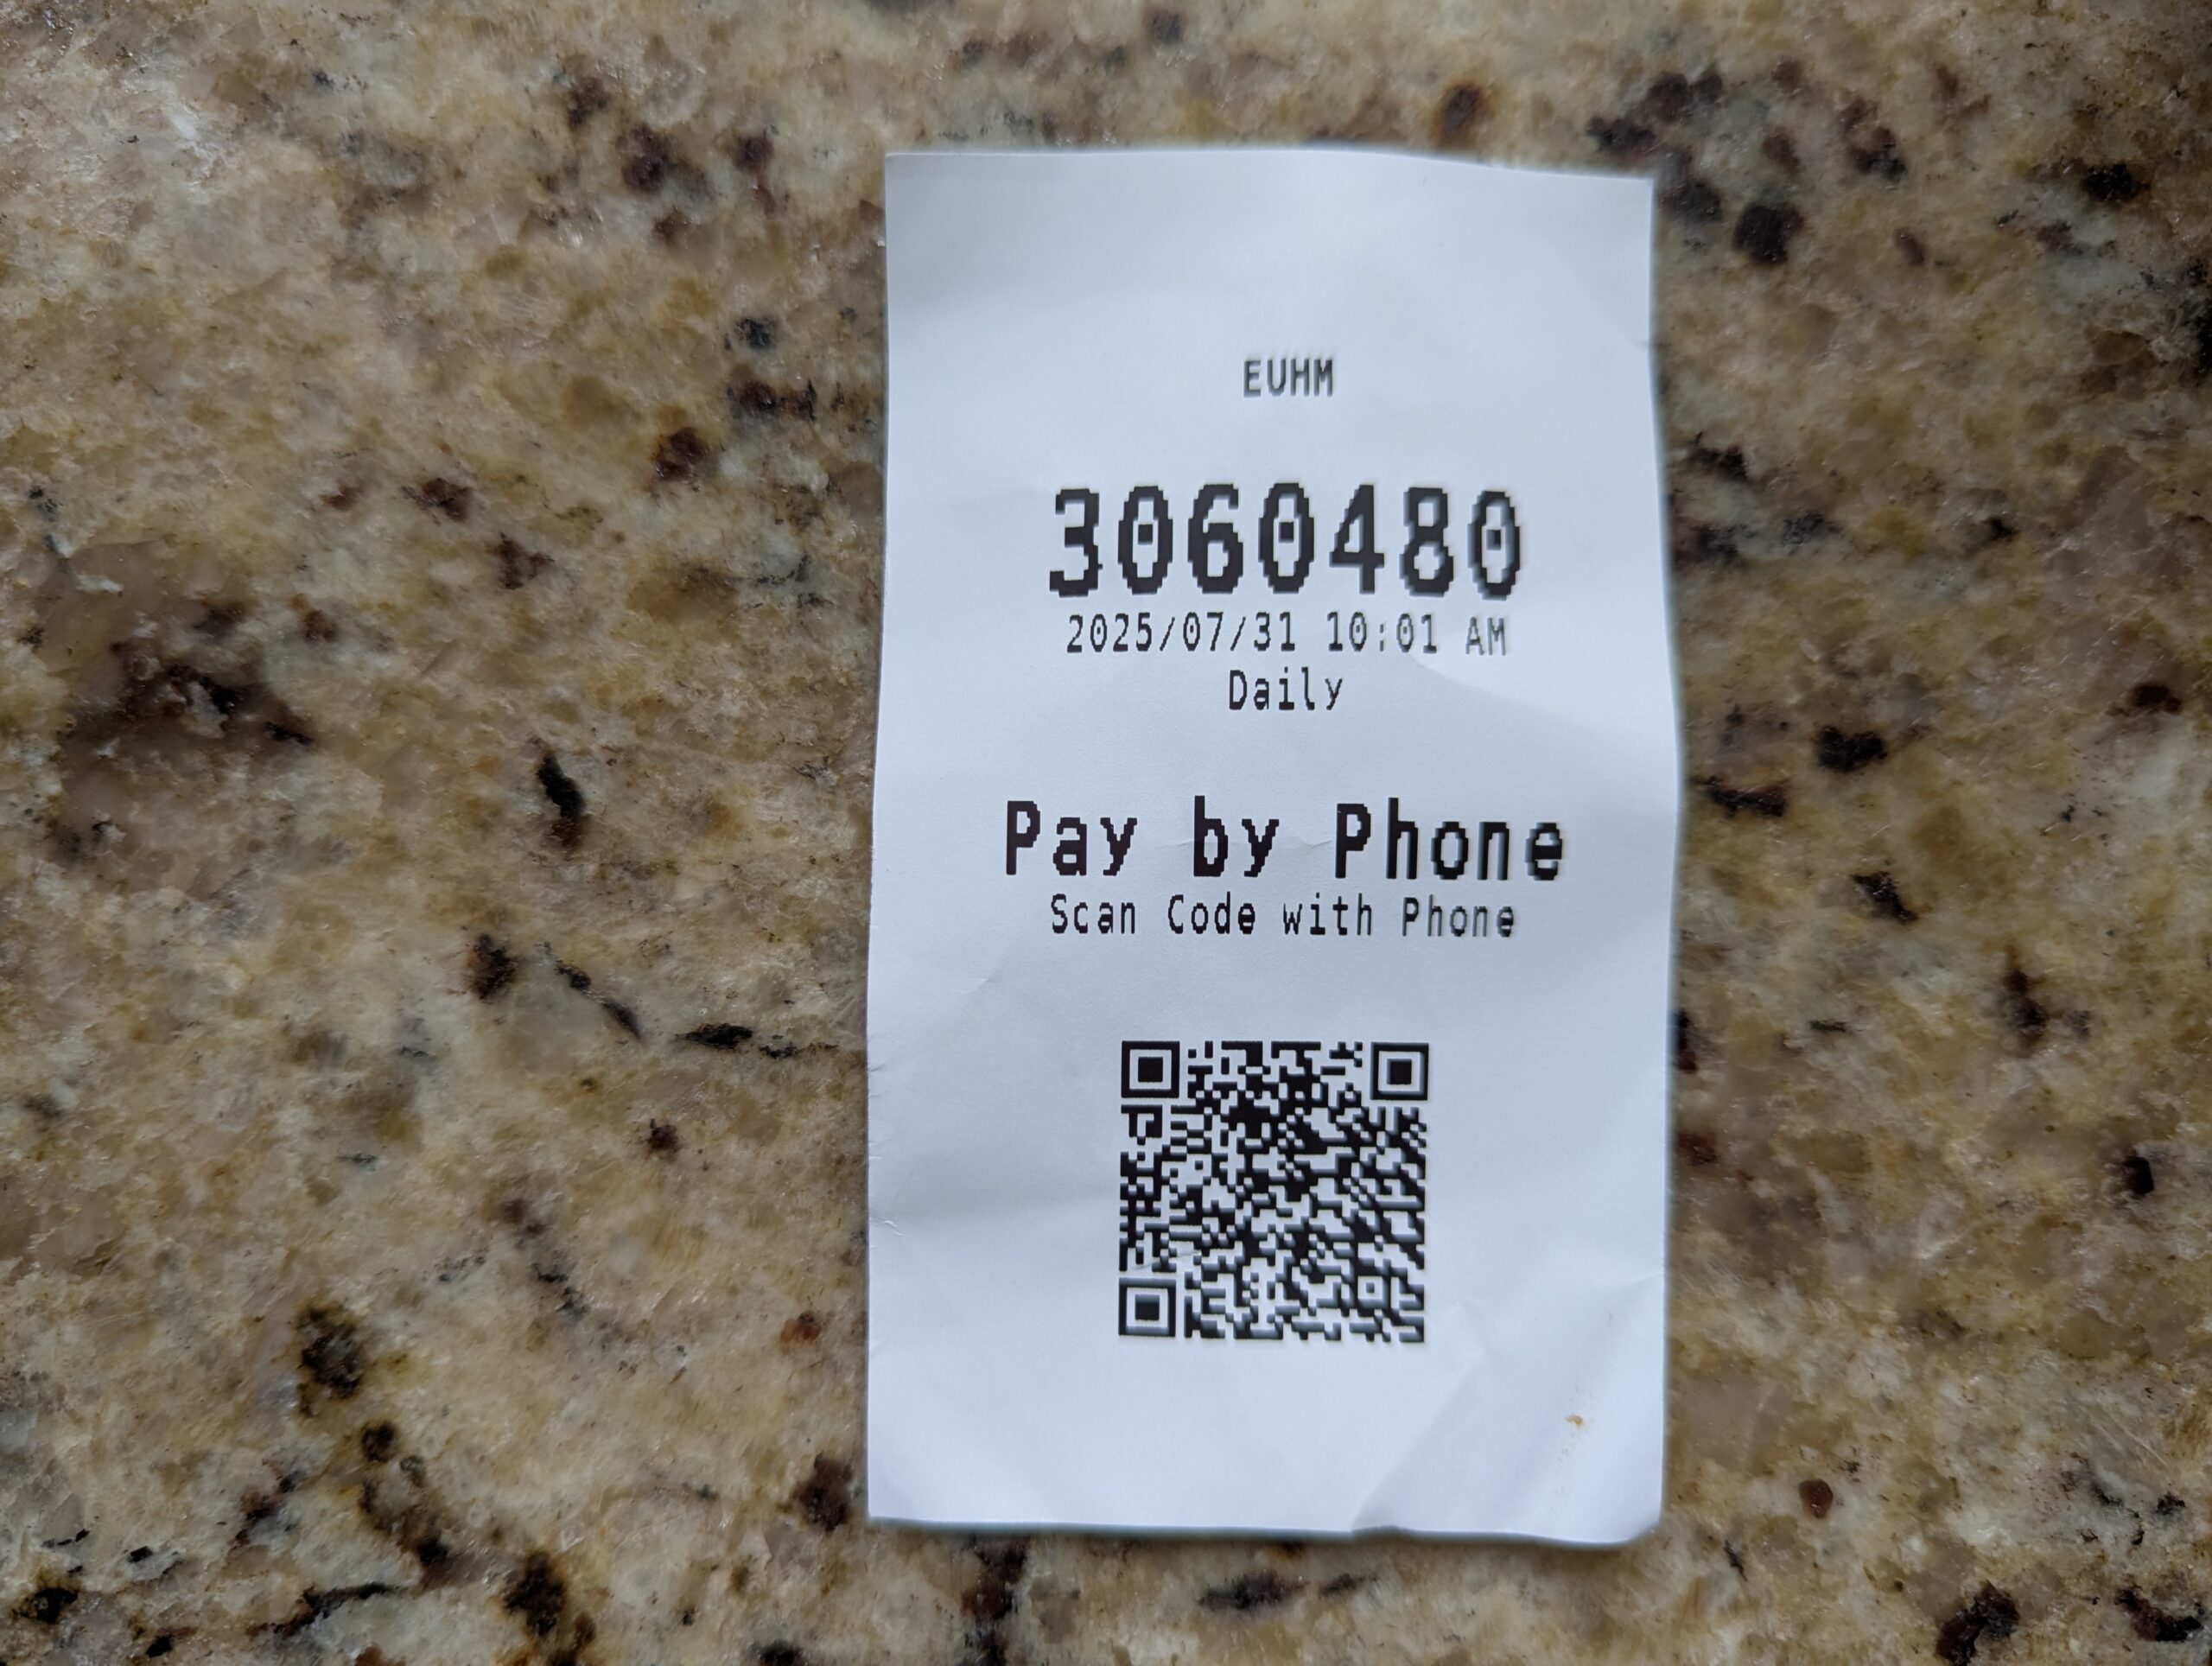 EUHM
3060480
2025/07/31 10:01 AM
Daily
Pay by Phone
Scan Code with Phone